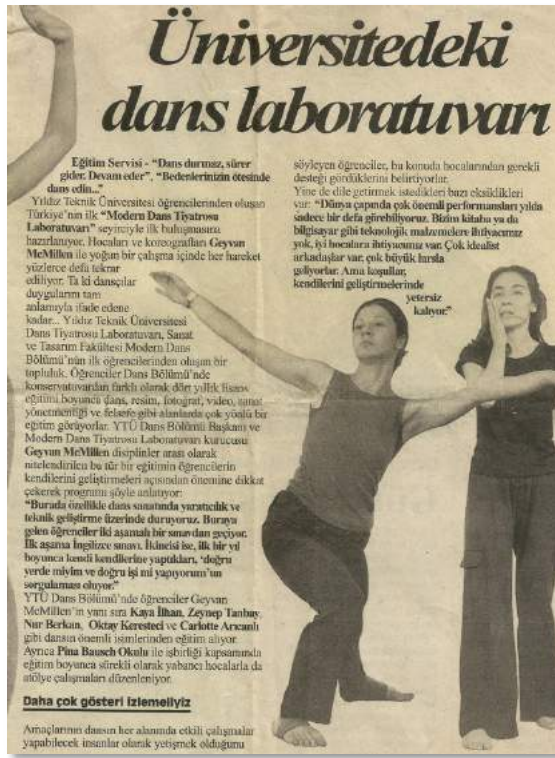 Üniversitedeki
dans laboratuvarı
Eğitim Servisi - “Dans durmaz, sürer
gider. Devam eder”, “Bedenlerinizin ötesinde
dans edin...”
Yıldız Teknik Üniversitesi öğrencilerinden oluşan
Türkiye'nin ilk “Modern Dans Tiyatrosu
Laboratuvarı” seyirciyle ilk buluşmasına
hazırlanıyor. Hocaları ve koreografları Geyvan
McMillen ile yoğun bir çalışma içinde her hareket
yüzlerce defa tekrar
ediliyor. Ta ki dansçılar
duygularını tam
anlamıyla ifade edene
kadar... Yıldız Teknik Üniversitesi
Dans Tiyatrosu Laboratuvarı, Sanat
ve Tasarım Fakültesi Modern Dans
Bölümü'nün ilk öğrencilerinden oluşan bir
topluluk. Öğrenciler Dans Bölümü'nde
konservatuvardan farklı olarak dört yıllık lisans
eğitimi boyunca dans, resim, fotoğraf, video, sanat
yönetmenliği ve felsefe gibi alanlarda çok yönlü bir
eğitim görüyorlar. YTÜ Dans Bölümü Başkanı ve
Modern Dans Tiyatrosu Laboratuvarı kurucusu
Geyvan McMillen disiplinler arası olarak
nitelendirilen bu tür bir eğitimin öğrencilerin
kendilerini geliştirmeleri açısından önemine dikkat
çekerek programı şöyle anlatıyor:
“Burada özellikle dans sanatında yaratıcılık ve
teknik geliştirme üzerinde duruyoruz. Buraya
gelen öğrenciler iki aşamalı bir sınavdan geçiyor.
İlk aşama İngilizce sınavı. İkincisi ise, ilk bir yıl
boyunca kendi kendilerine yaptıkları, ‘doğru
yerde miyim ve doğru işi mi yapıyorum’un
sorgulaması oluyor.”
YTÜ Dans Bölümü'nde öğrenciler Geyvan
McMillen'in yanı sıra Kaya İlhan, Zeynep Tanbay,
Nur Berkan, Oktay Keresteci ve Carlotte Arıcanlı
gibi dansın önemli isimlerinden eğitim alıyor.
Ayrıca Pina Bausch Okulu ile işbirliği kapsamında
eğitim boyunca sürekli olarak yabancı hocalarla da
atölye çalışmaları düzenleniyor.
Daha çok gösteri izlemeliyiz
Amaçlarının dansın her alanında etkili çalışmalar
yapabilecek insanlar olarak yetişmek olduğunu
söyleyen öğrenciler, bu konuda hocalarından gerekli
desteği gördüklerini belirtiyorlar.
Yine de dile getirmek istedikleri bazı eksiklikleri
var: “Dünya çapında çok önemli performansları yılda
sadece bir defa görebiliyoruz. Bizim kitaba ya da
bilgisayar gibi teknolojik malzemelere ihtiyacımız
yok, iyi hocalara ihtiyacımız var. Çok idealist
arkadaşlar var, çok büyük hırsla
geliyorlar. Ama koşullar,
kendilerini geliştirmelerinde
yetersiz
kalıyor.”